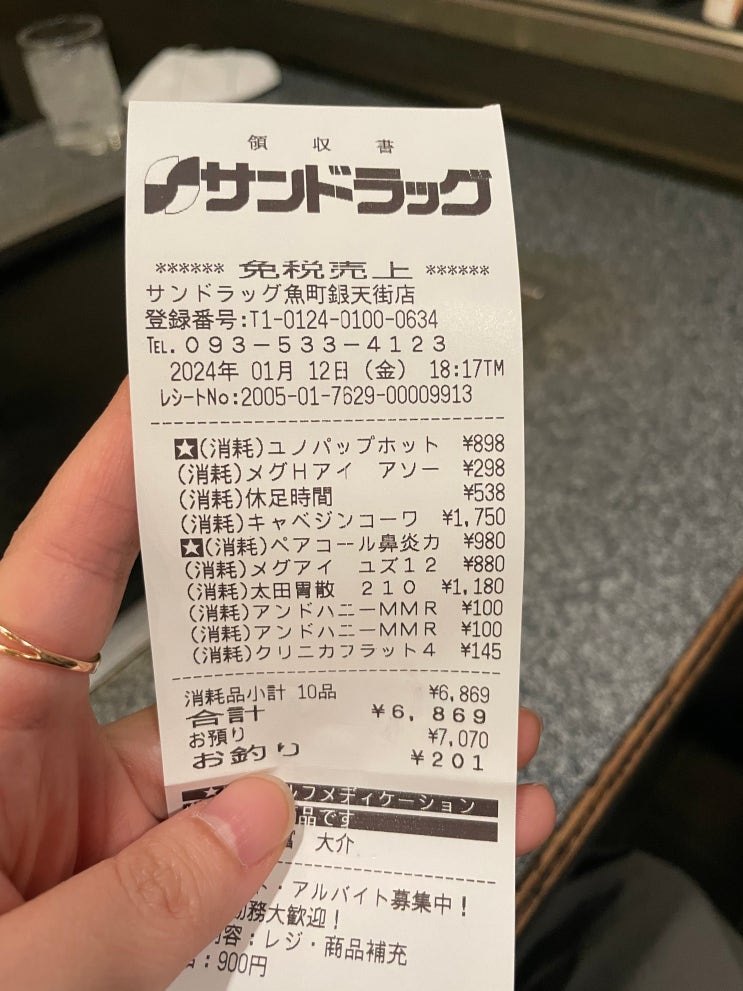 領収書
サンドラッグ
****** 免税売上 ******
サンドラッグ魚町銀天街店
登録番号:T1-0124-0100-0634
TEL.093-533-4123
2024年 01月 12日 (金) 18:17TM
レシートNo:2005-01-7629-00009913
★(消耗)ユノパップホット ¥898
(消耗)メグHアイ アソー ¥298
(消耗)休足時間 ¥538
(消耗)キャベジンコーワ ¥1,750
★(消耗)ペアコール鼻炎カ ¥980
(消耗)メグアイ ユズ12 ¥880
(消耗)太田胃散 210 ¥1,180
(消耗)アンドハニーMMR ¥100
(消耗)アンドハニーMMR ¥100
(消耗)クリニカフラット4 ¥145
消耗品小計 10品 ¥6,869
合計 ¥6,869
お預り ¥7,070
お釣り ¥201
★ ルフメディケーション
品です
大介
・アルバイト募集中！
務大歓迎！
内容：レジ・商品補充
：900円